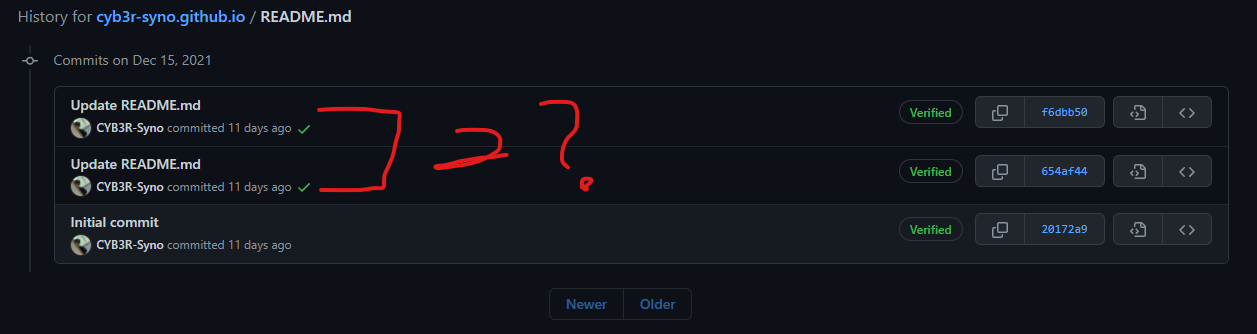 History for cyb3r-syno.github.io / README.md
Commits on Dec 15, 2021
Update README.md
CYB3R-Syno committed 11 days ago
Verified
f6dbb50
Update README.md
CYB3R-Syno committed 11 days ago
Verified
654af44
= ?
Initial commit
CYB3R-Syno committed 11 days ago
Verified
20172a9
Newer Older